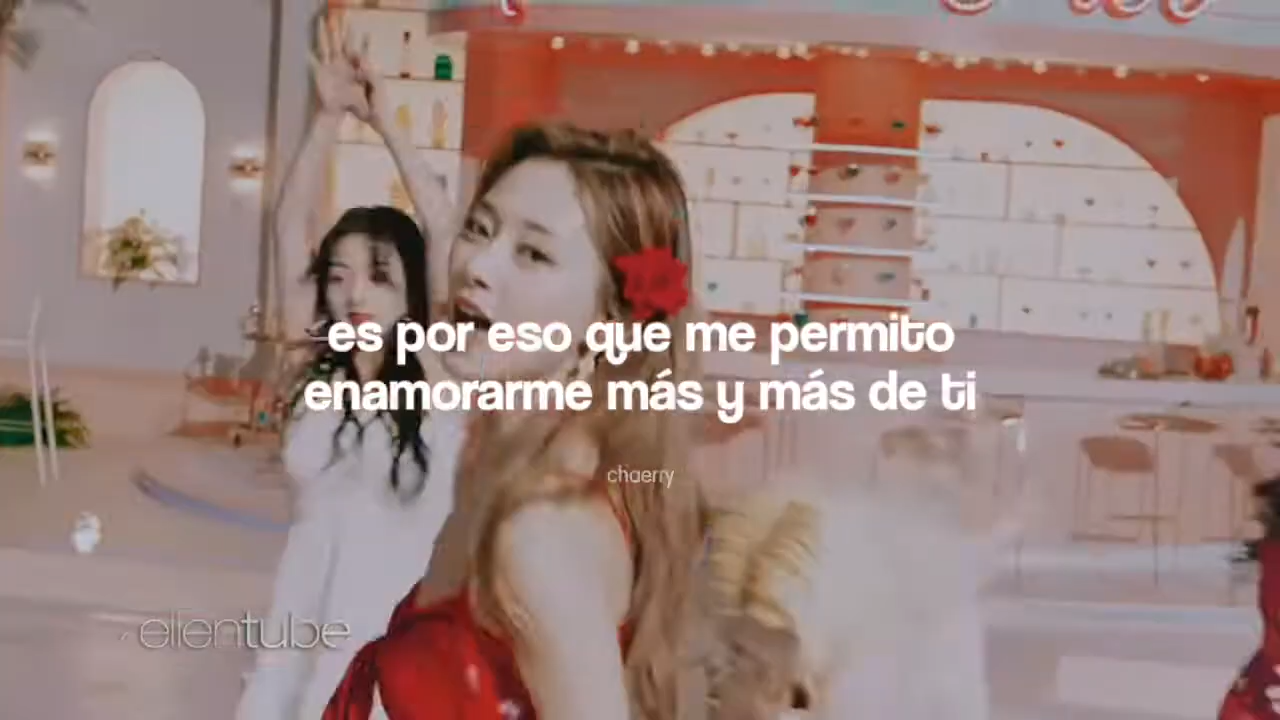 es por eso que me permito
enamorarme más y más de ti
chaerry
ellentube